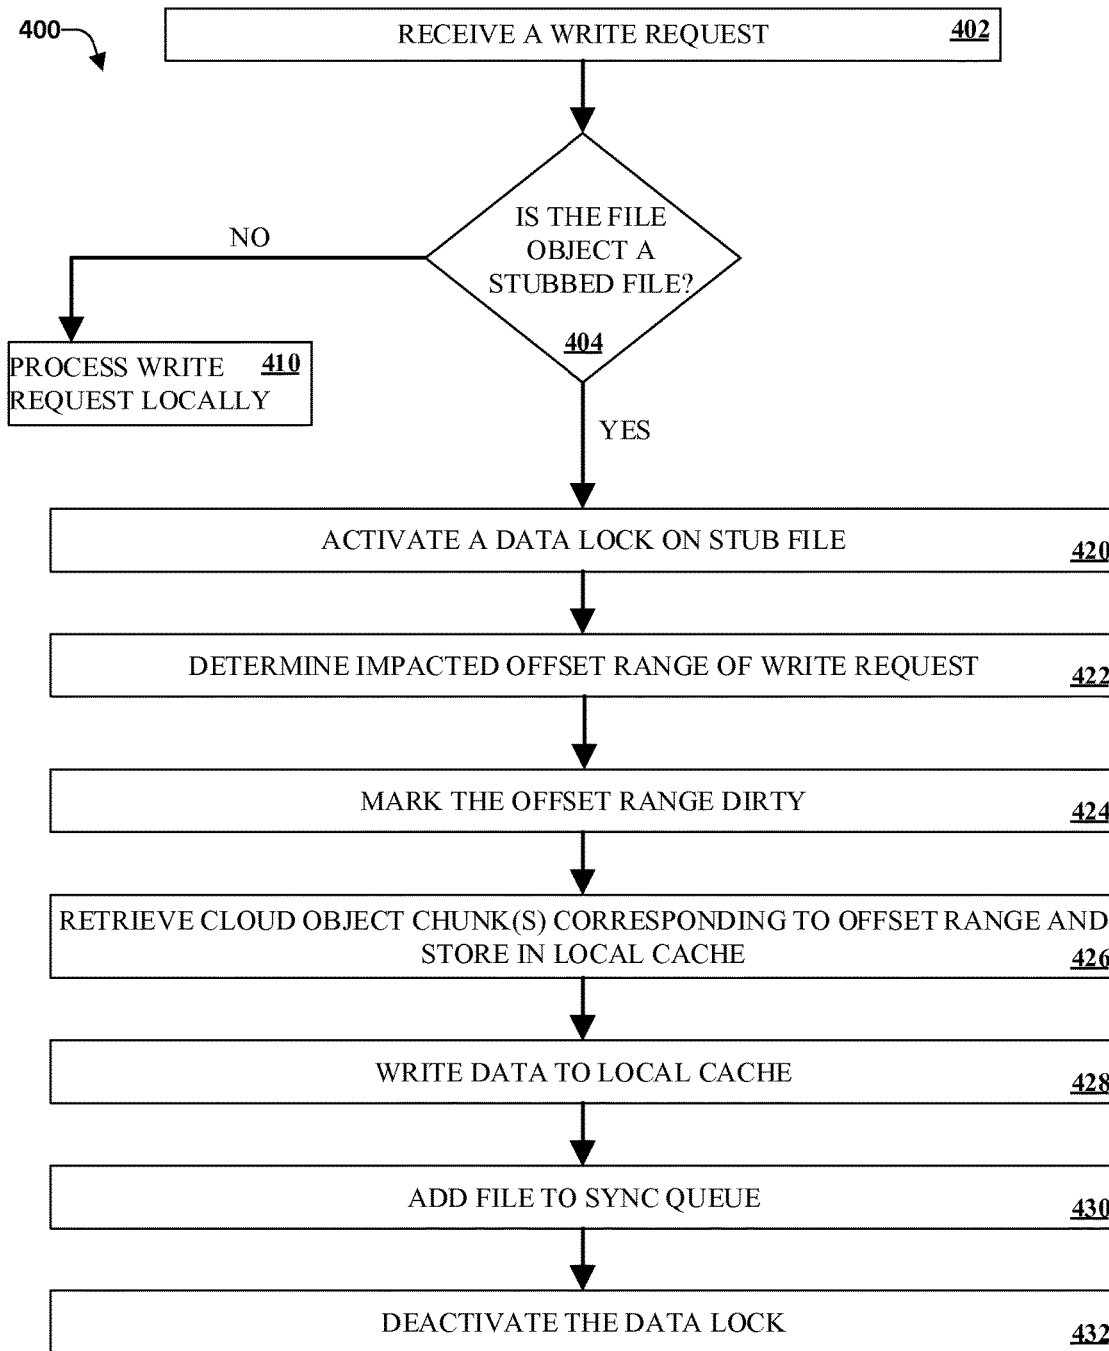 400
RECEIVE A WRITE REQUEST 402
IS THE FILE
OBJECT A
STUBBED FILE?
404
NO
PROCESS WRITE 410
REQUEST LOCALLY
YES
ACTIVATE A DATA LOCK ON STUB FILE 420
DETERMINE IMPACTED OFFSET RANGE OF WRITE REQUEST 422
MARK THE OFFSET RANGE DIRTY 424
RETRIEVE CLOUD OBJECT CHUNK(S) CORRESPONDING TO OFFSET RANGE AND
STORE IN LOCAL CACHE 426
WRITE DATA TO LOCAL CACHE 428
ADD FILE TO SYNC QUEUE 430
DEACTIVATE THE DATA LOCK 432